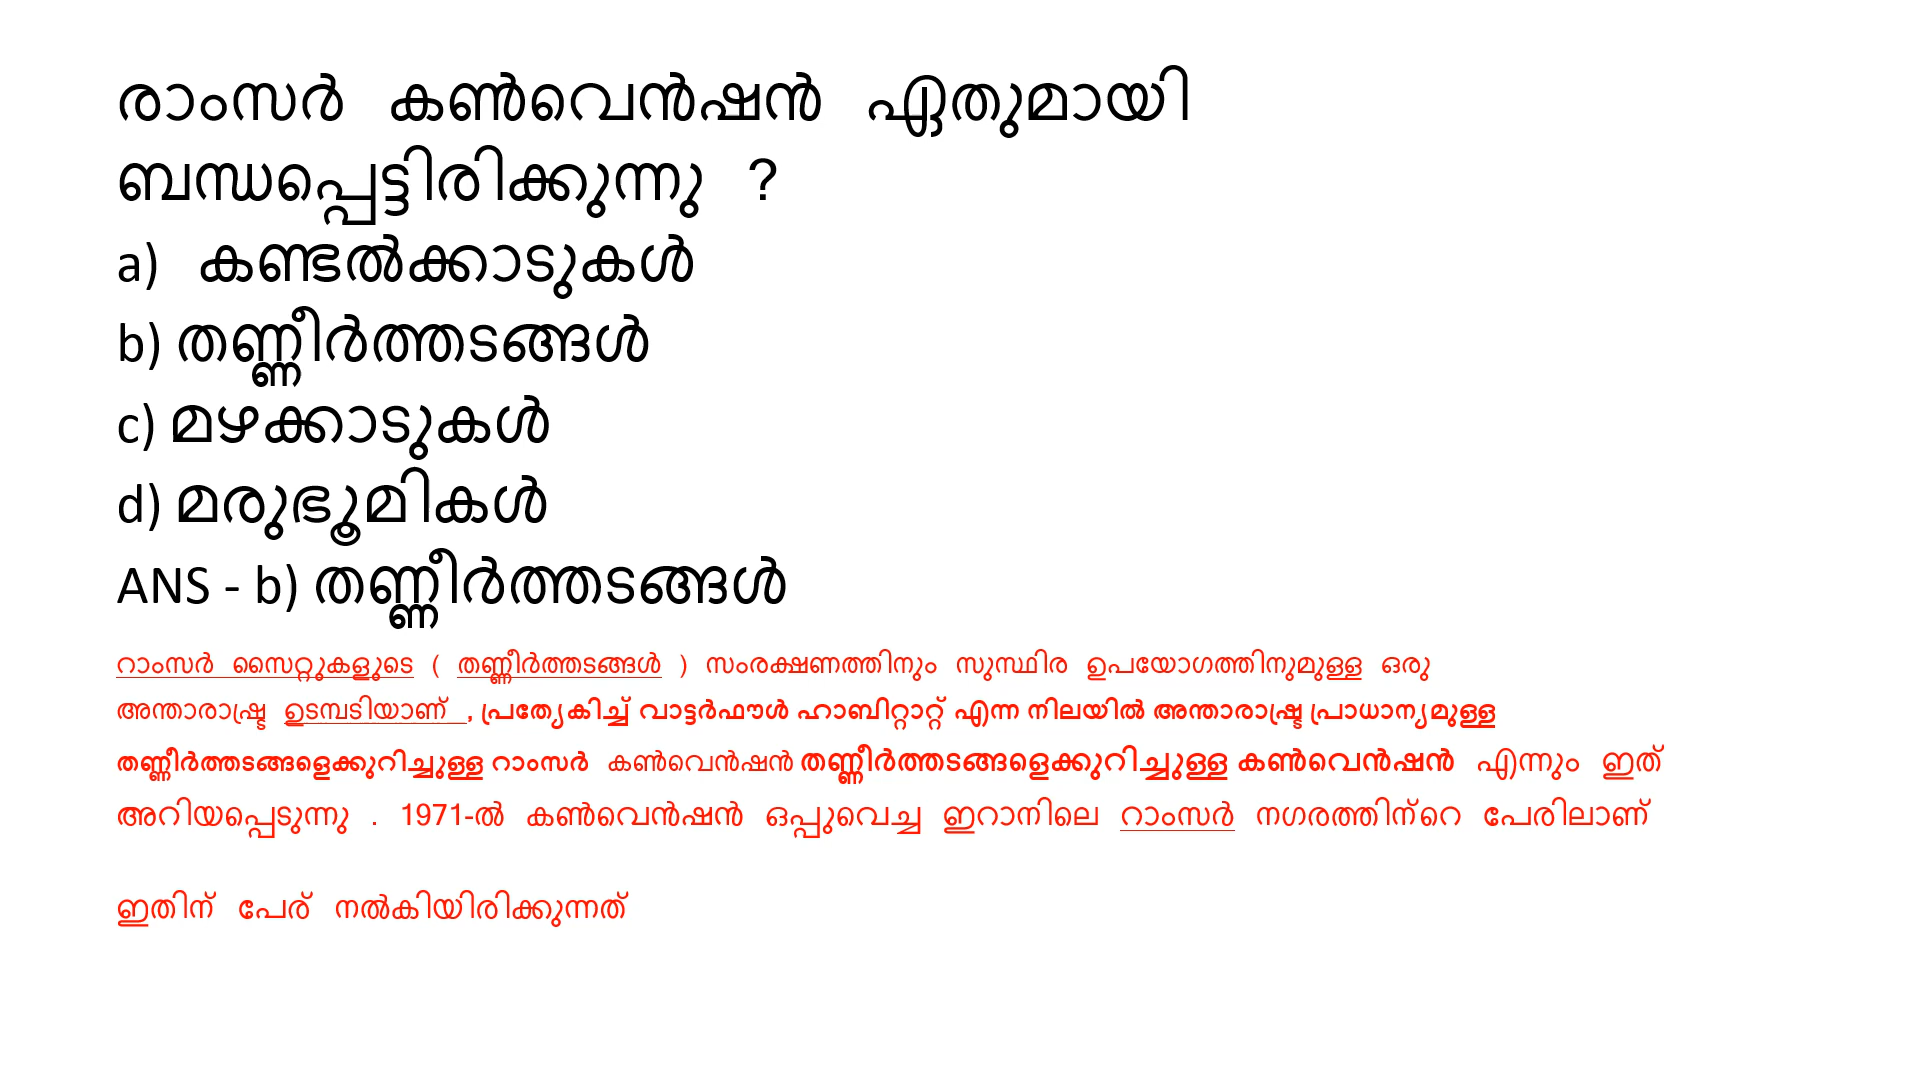 രാംസർ കൺവെൻഷൻ ഏതുമായി
ബന്ധപ്പെട്ടിരിക്കുന്നു ?
a) കണ്ടൽക്കാടുകൾ
b) തണ്ണീർത്തടങ്ങൾ
c) മഴക്കാടുകൾ
d) മരുഭൂമികൾ
ANS - b) തണ്ണീർത്തടങ്ങൾ
റാംസർ സൈറ്റുകളുടെ ( തണ്ണീർത്തടങ്ങൾ ) സംരക്ഷണത്തിനും സുസ്ഥിര ഉപയോഗത്തിനുമുള്ള ഒരു
അന്താരാഷ്ട്ര ഉടമ്പടിയാണ് , പ്രത്യേകിച്ച് വാട്ടർഫൗൾ ഹാബിറ്റാറ്റ് എന്ന നിലയിൽ അന്താരാഷ്ട്ര പ്രാധാന്യമുള്ള
തണ്ണീർത്തടങ്ങളെക്കുറിച്ചുള്ള റാംസർ കൺവെൻഷൻ തണ്ണീർത്തടങ്ങളെക്കുറിച്ചുള്ള കൺവെൻഷൻ എന്നും ഇത്
അറിയപ്പെടുന്നു . 1971-ൽ കൺവെൻഷൻ ഒപ്പുവെച്ച ഇറാനിലെ റാംസർ നഗരത്തിന്റെ പേരിലാണ്
ഇതിന് പേര് നൽകിയിരിക്കുന്നത്